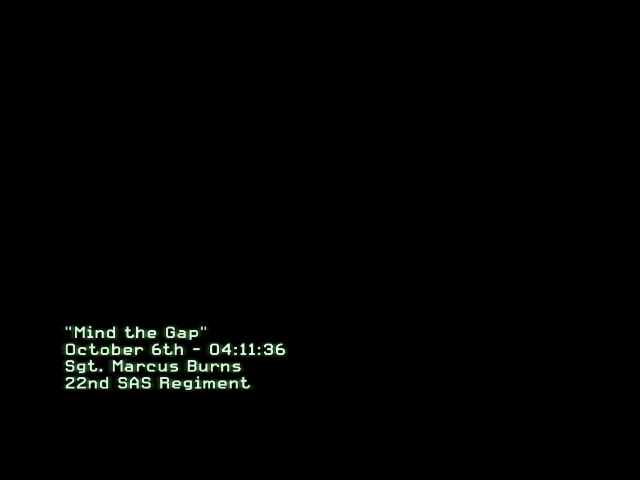 "Mind the Gap"
October 6th - 04:11:36
Sgt. Marcus Burns
22nd SAS Regiment